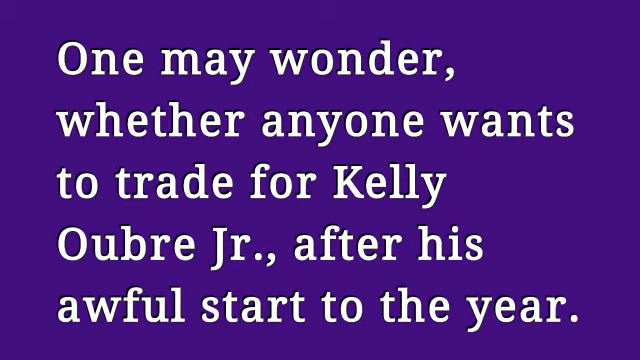 One may wonder,
whether anyone wants
to trade for Kelly
Oubre Jr., after his
awful start to the year.